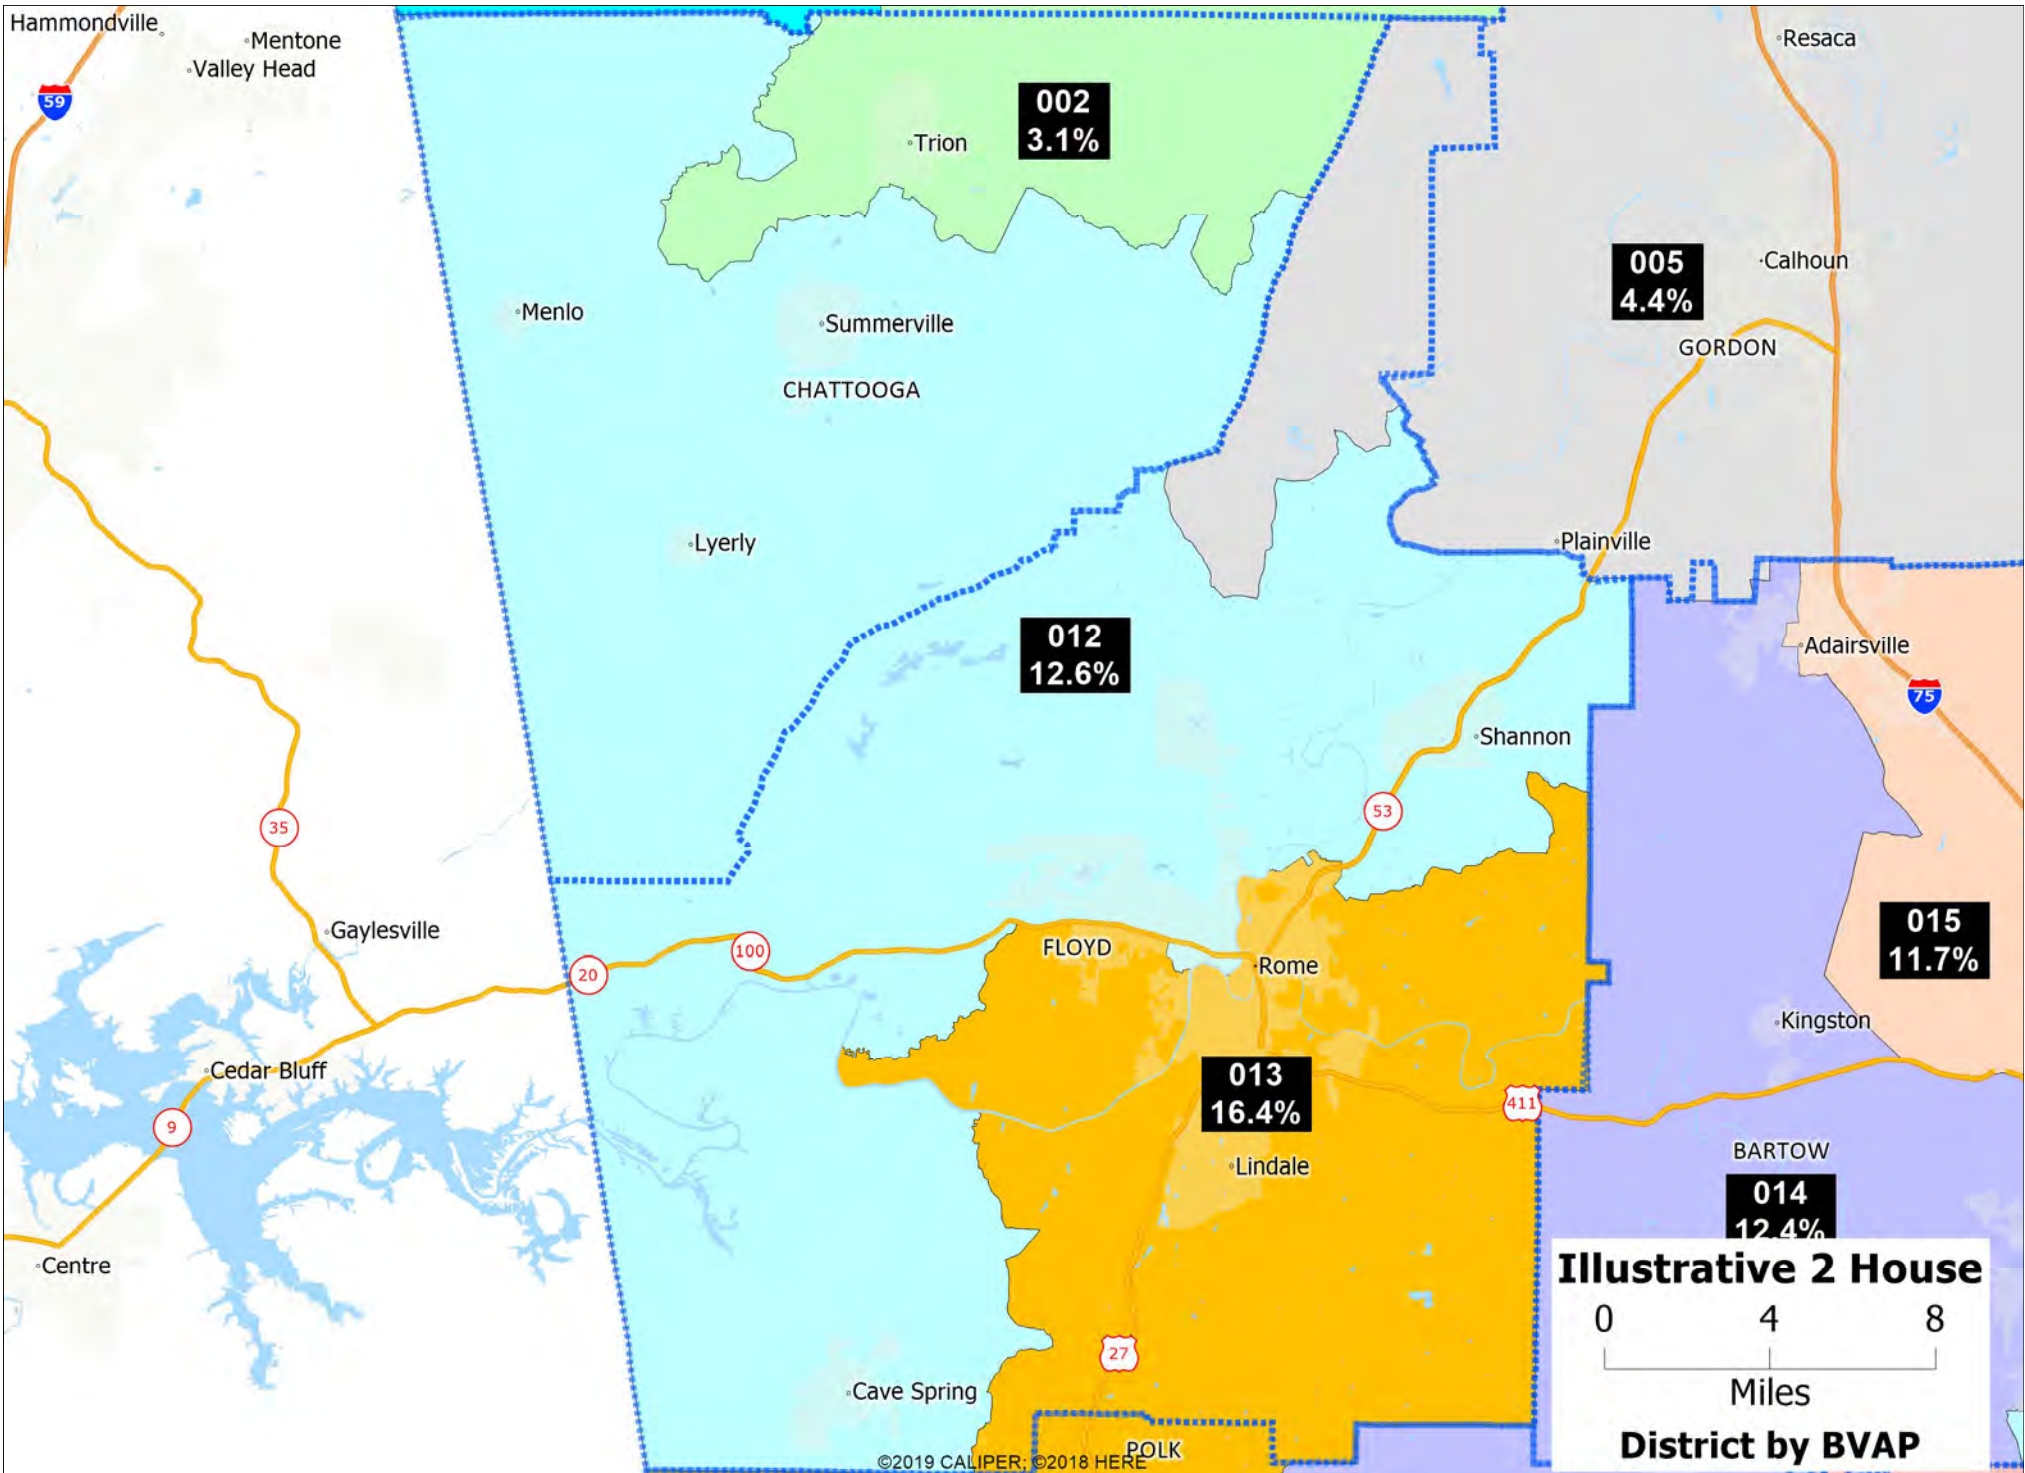 Hammondville
Mentone
Valley Head
59
Resaca
002
3.1%
Trion
005
4.4%
Calhoun
GORDON
Menlo
Summerville
CHATTOOGA
Lyerly
Plainville
012
12.6%
Adairsville
75
Shannon
53
35
Gaylesville
015
11.7%
FLOYD
100
20
Rome
Kingston
Cedar Bluff
013
16.4%
411
9
BARTOW
Lindale
014
12.4%
Centre
Illustrative 2 House
0 4 8
Miles
District by BVAP
27
Cave Spring
POLK
©2019 CALIPER; ©2018 HERE